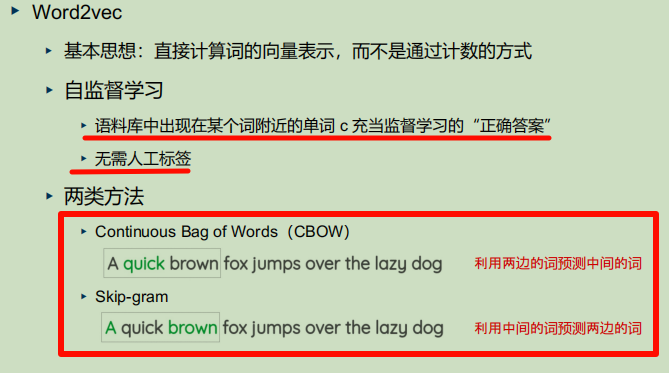 Word2vec
基本思想：直接计算词的向量表示，而不是通过计数的方式
自监督学习
语料库中出现在某个词附近的单词 c 充当监督学习的“正确答案”
无需人工标签
两类方法
Continuous Bag of Words（CBOW）
A quick brown fox jumps over the lazy dog 利用两边的词预测中间的词
Skip-gram
A quick brown fox jumps over the lazy dog 利用中间的词预测两边的词